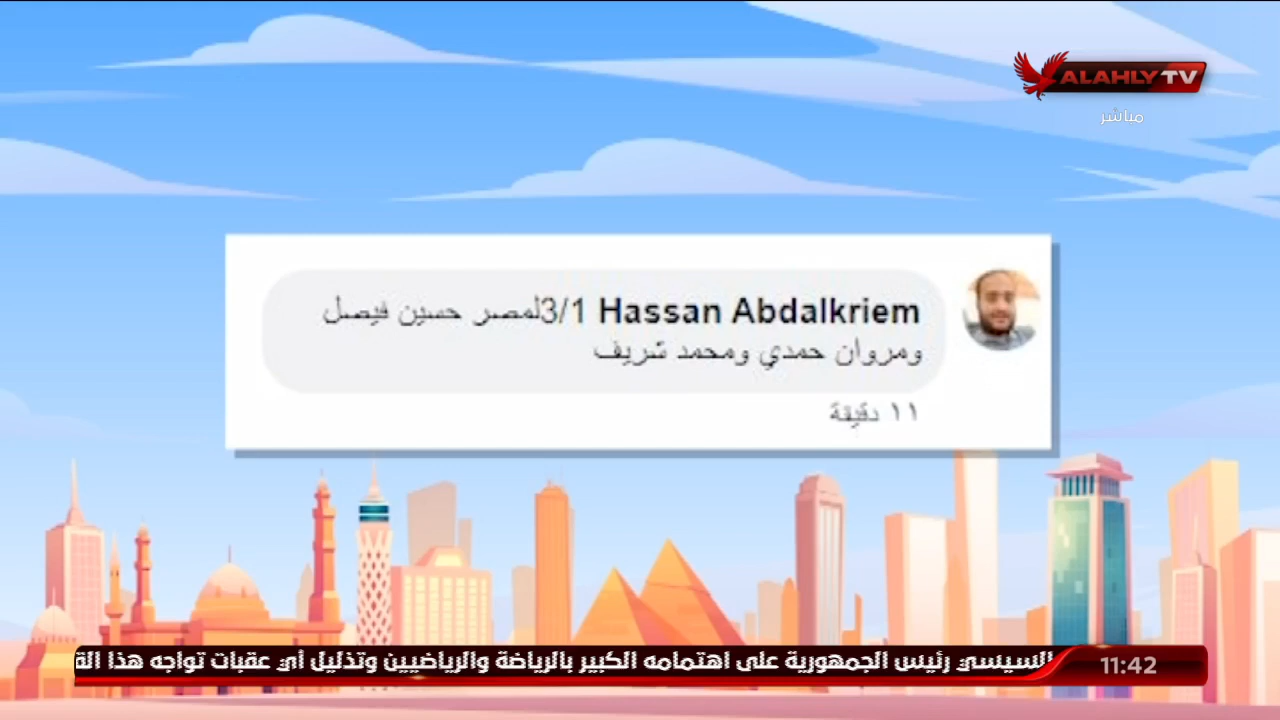 ALAHLY TV
مباشر
Hassan Abdalkriem 3/1لمصر حسين فيصل
ومروان حمدي ومحمد شريف
١١ دقيقة
السيسي رئيس الجمهورية على اهتمامه الكبير بالرياضة والرياضيين وتذليل أي عقبات تواجه هذا
11:42